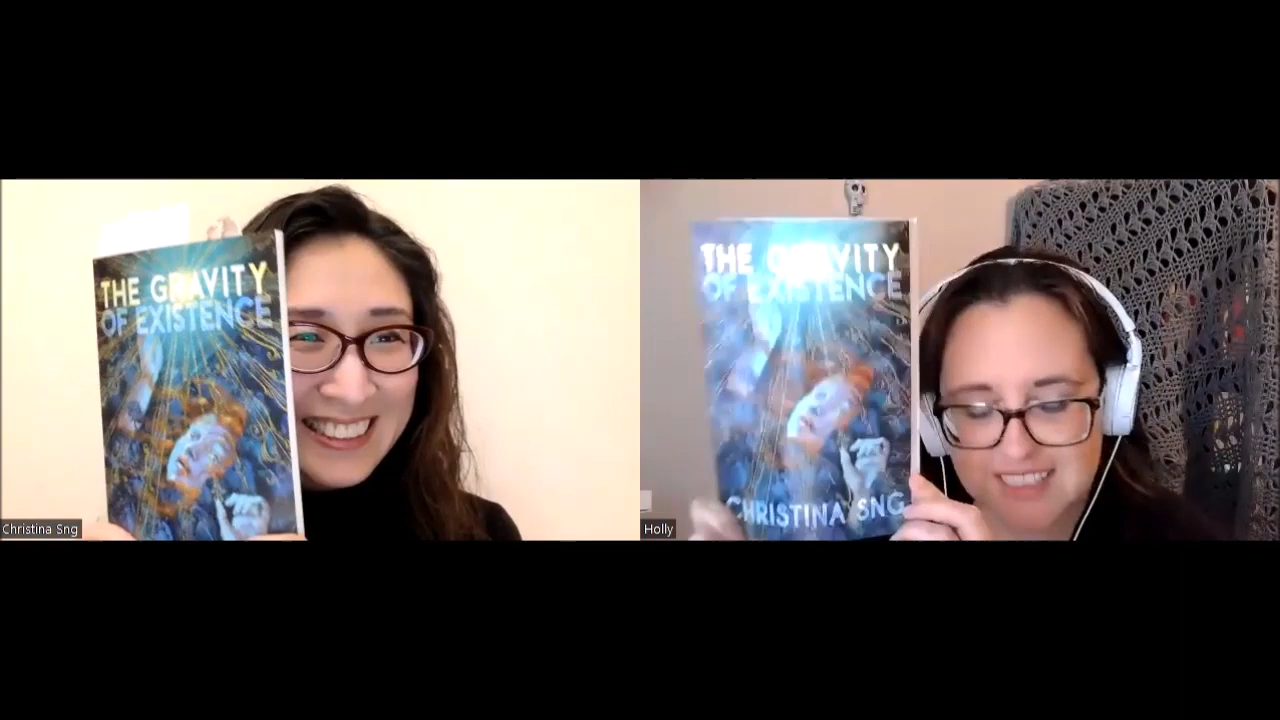 THE GRAVITY
OF EXISTENCE
Christina Sng
THE GRAVITY
OF EXISTENCE
CHRISTINA SNG
Holly